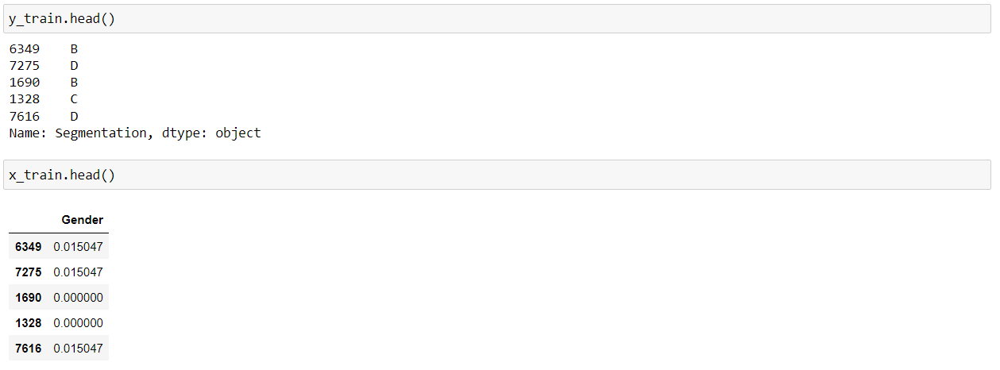 y_train.head()
6349 B
7275 D
1690 B
1328 C
7616 D
Name: Segmentation, dtype: object
x_train.head()
Gender
6349 0.015047
7275 0.015047
1690 0.000000
1328 0.000000
7616 0.015047